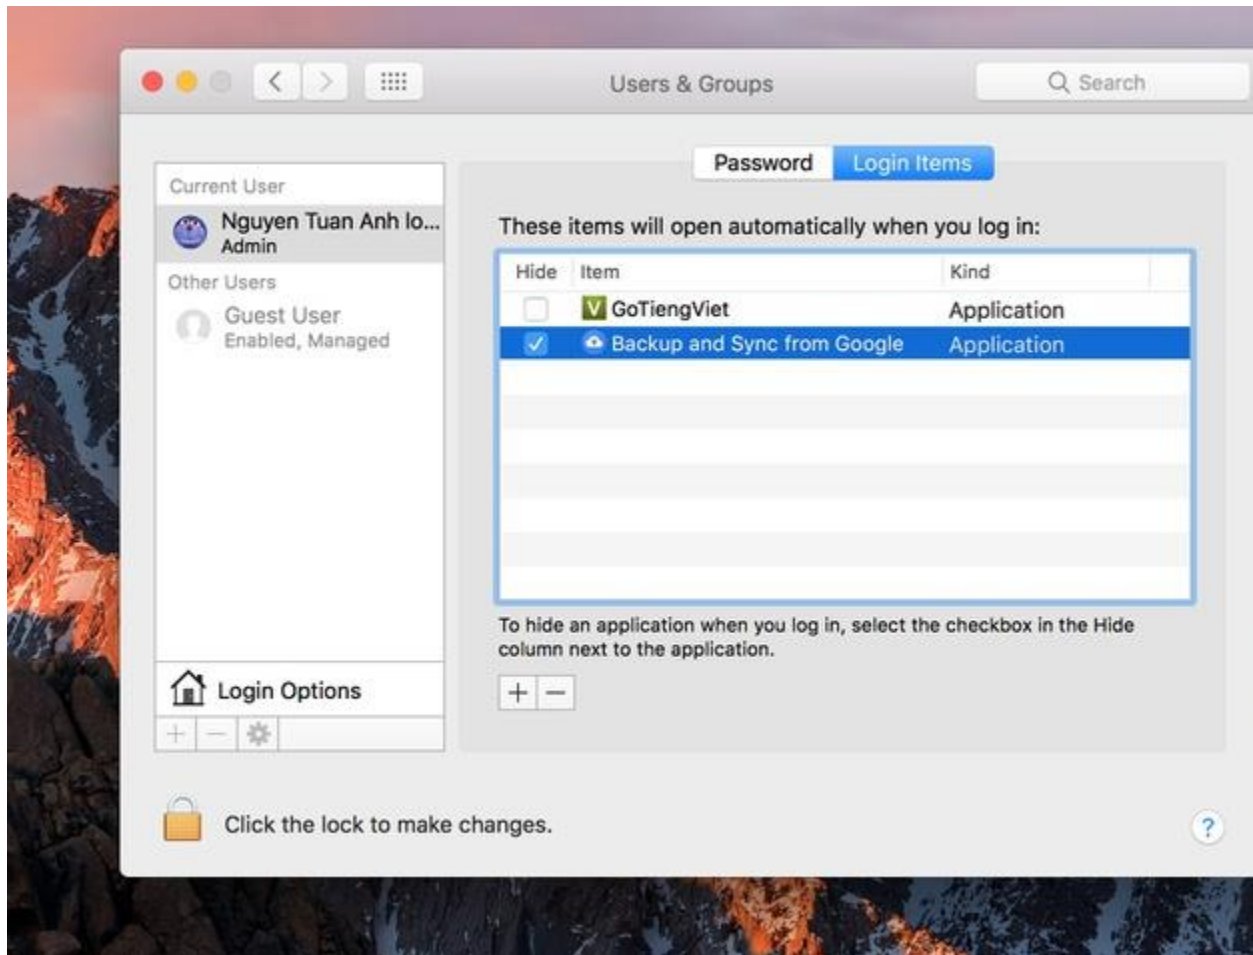 Users & Groups
Search
Password
Login Items
Current User
Nguyen Tuan Anh lo...
Admin
Other Users
Guest User
Enabled, Managed
Login Options
These items will open automatically when you log in:
Hide Item Kind
V GoTiengViet Application
Backup and Sync from Google Application
To hide an application when you log in, select the checkbox in the Hide
column next to the application.
Click the lock to make changes.
?